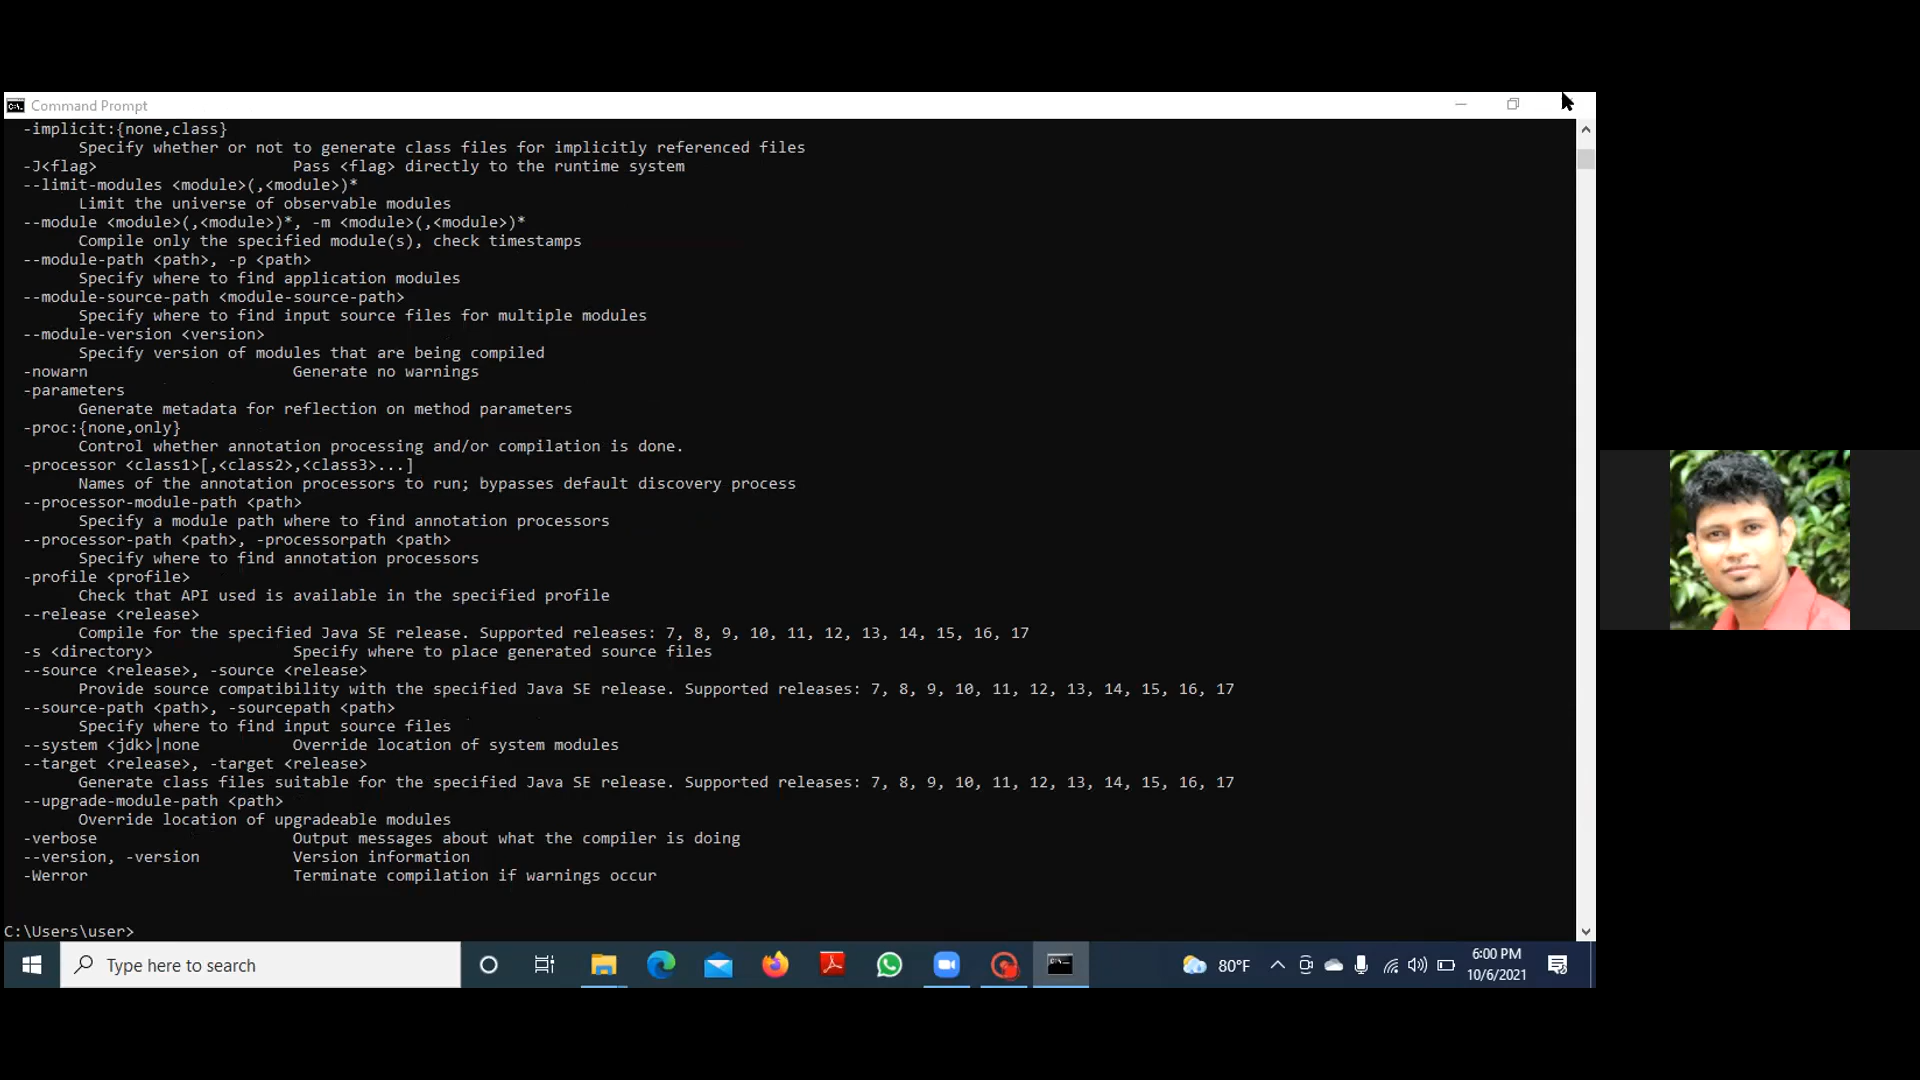 Command Prompt
-implicit:{none,class}
Specify whether or not to generate class files for implicitly referenced files
-J<flag> Pass <flag> directly to the runtime system
--limit-modules <module>(,<module>)*
Limit the universe of observable modules
--module <module>(,<module>)*, -m <module>(,<module>)*
Compile only the specified module(s), check timestamps
--module-path <path>, -p <path>
Specify where to find application modules
--module-source-path <module-source-path>
Specify where to find input source files for multiple modules
--module-version <version>
Specify version of modules that are being compiled
-nowarn Generate no warnings
-parameters
Generate metadata for reflection on method parameters
-proc:{none,only}
Control whether annotation processing and/or compilation is done.
-processor <class1>[,<class2>,<class3>...]
Names of the annotation processors to run; bypasses default discovery process
--processor-module-path <path>
Specify a module path where to find annotation processors
--processor-path <path>, -processorpath <path>
Specify where to find annotation processors
-profile <profile>
Check that API used is available in the specified profile
--release <release>
Compile for the specified Java SE release. Supported releases: 7, 8, 9, 10, 11, 12, 13, 14, 15, 16, 17
-s <directory> Specify where to place generated source files
--source <release>, -source <release>
Provide source compatibility with the specified Java SE release. Supported releases: 7, 8, 9, 10, 11, 12, 13, 14, 15, 16, 17
--source-path <path>, -sourcepath <path>
Specify where to find input source files
--system <jdk>|none Override location of system modules
--target <release>, -target <release>
Generate class files suitable for the specified Java SE release. Supported releases: 7, 8, 9, 10, 11, 12, 13, 14, 15, 16, 17
--upgrade-module-path <path>
Override location of upgradeable modules
-verbose Output messages about what the compiler is doing
--version, -version Version information
-Werror Terminate compilation if warnings occur
C:\Users\user>
Type here to search
80°F
6:00 PM
10/6/2021